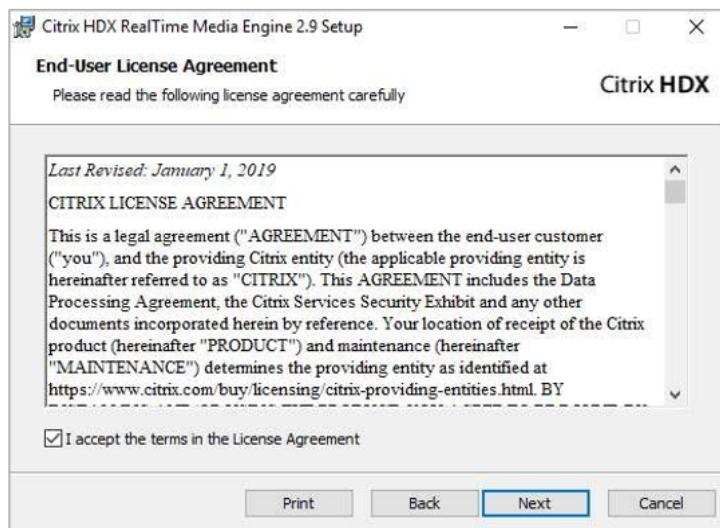 Citrix HDX RealTime Media Engine 2.9 Setup
End-User License Agreement
Please read the following license agreement carefully
Citrix HDX
Last Revised: January 1, 2019
CITRIX LICENSE AGREEMENT
This is a legal agreement ("AGREEMENT") between the end-user customer
("you"), and the providing Citrix entity (the applicable providing entity is
hereinafter referred to as "CITRIX"). This AGREEMENT includes the Data
Processing Agreement, the Citrix Services Security Exhibit and any other
documents incorporated herein by reference. Your location of receipt of the Citrix
product (hereinafter "PRODUCT") and maintenance (hereinafter
"MAINTENANCE") determines the providing entity as identified at
https://www.citrix.com/buy/licensing/citrix-providing-entities.html. BY
I accept the terms in the License Agreement
Print Back Next Cancel